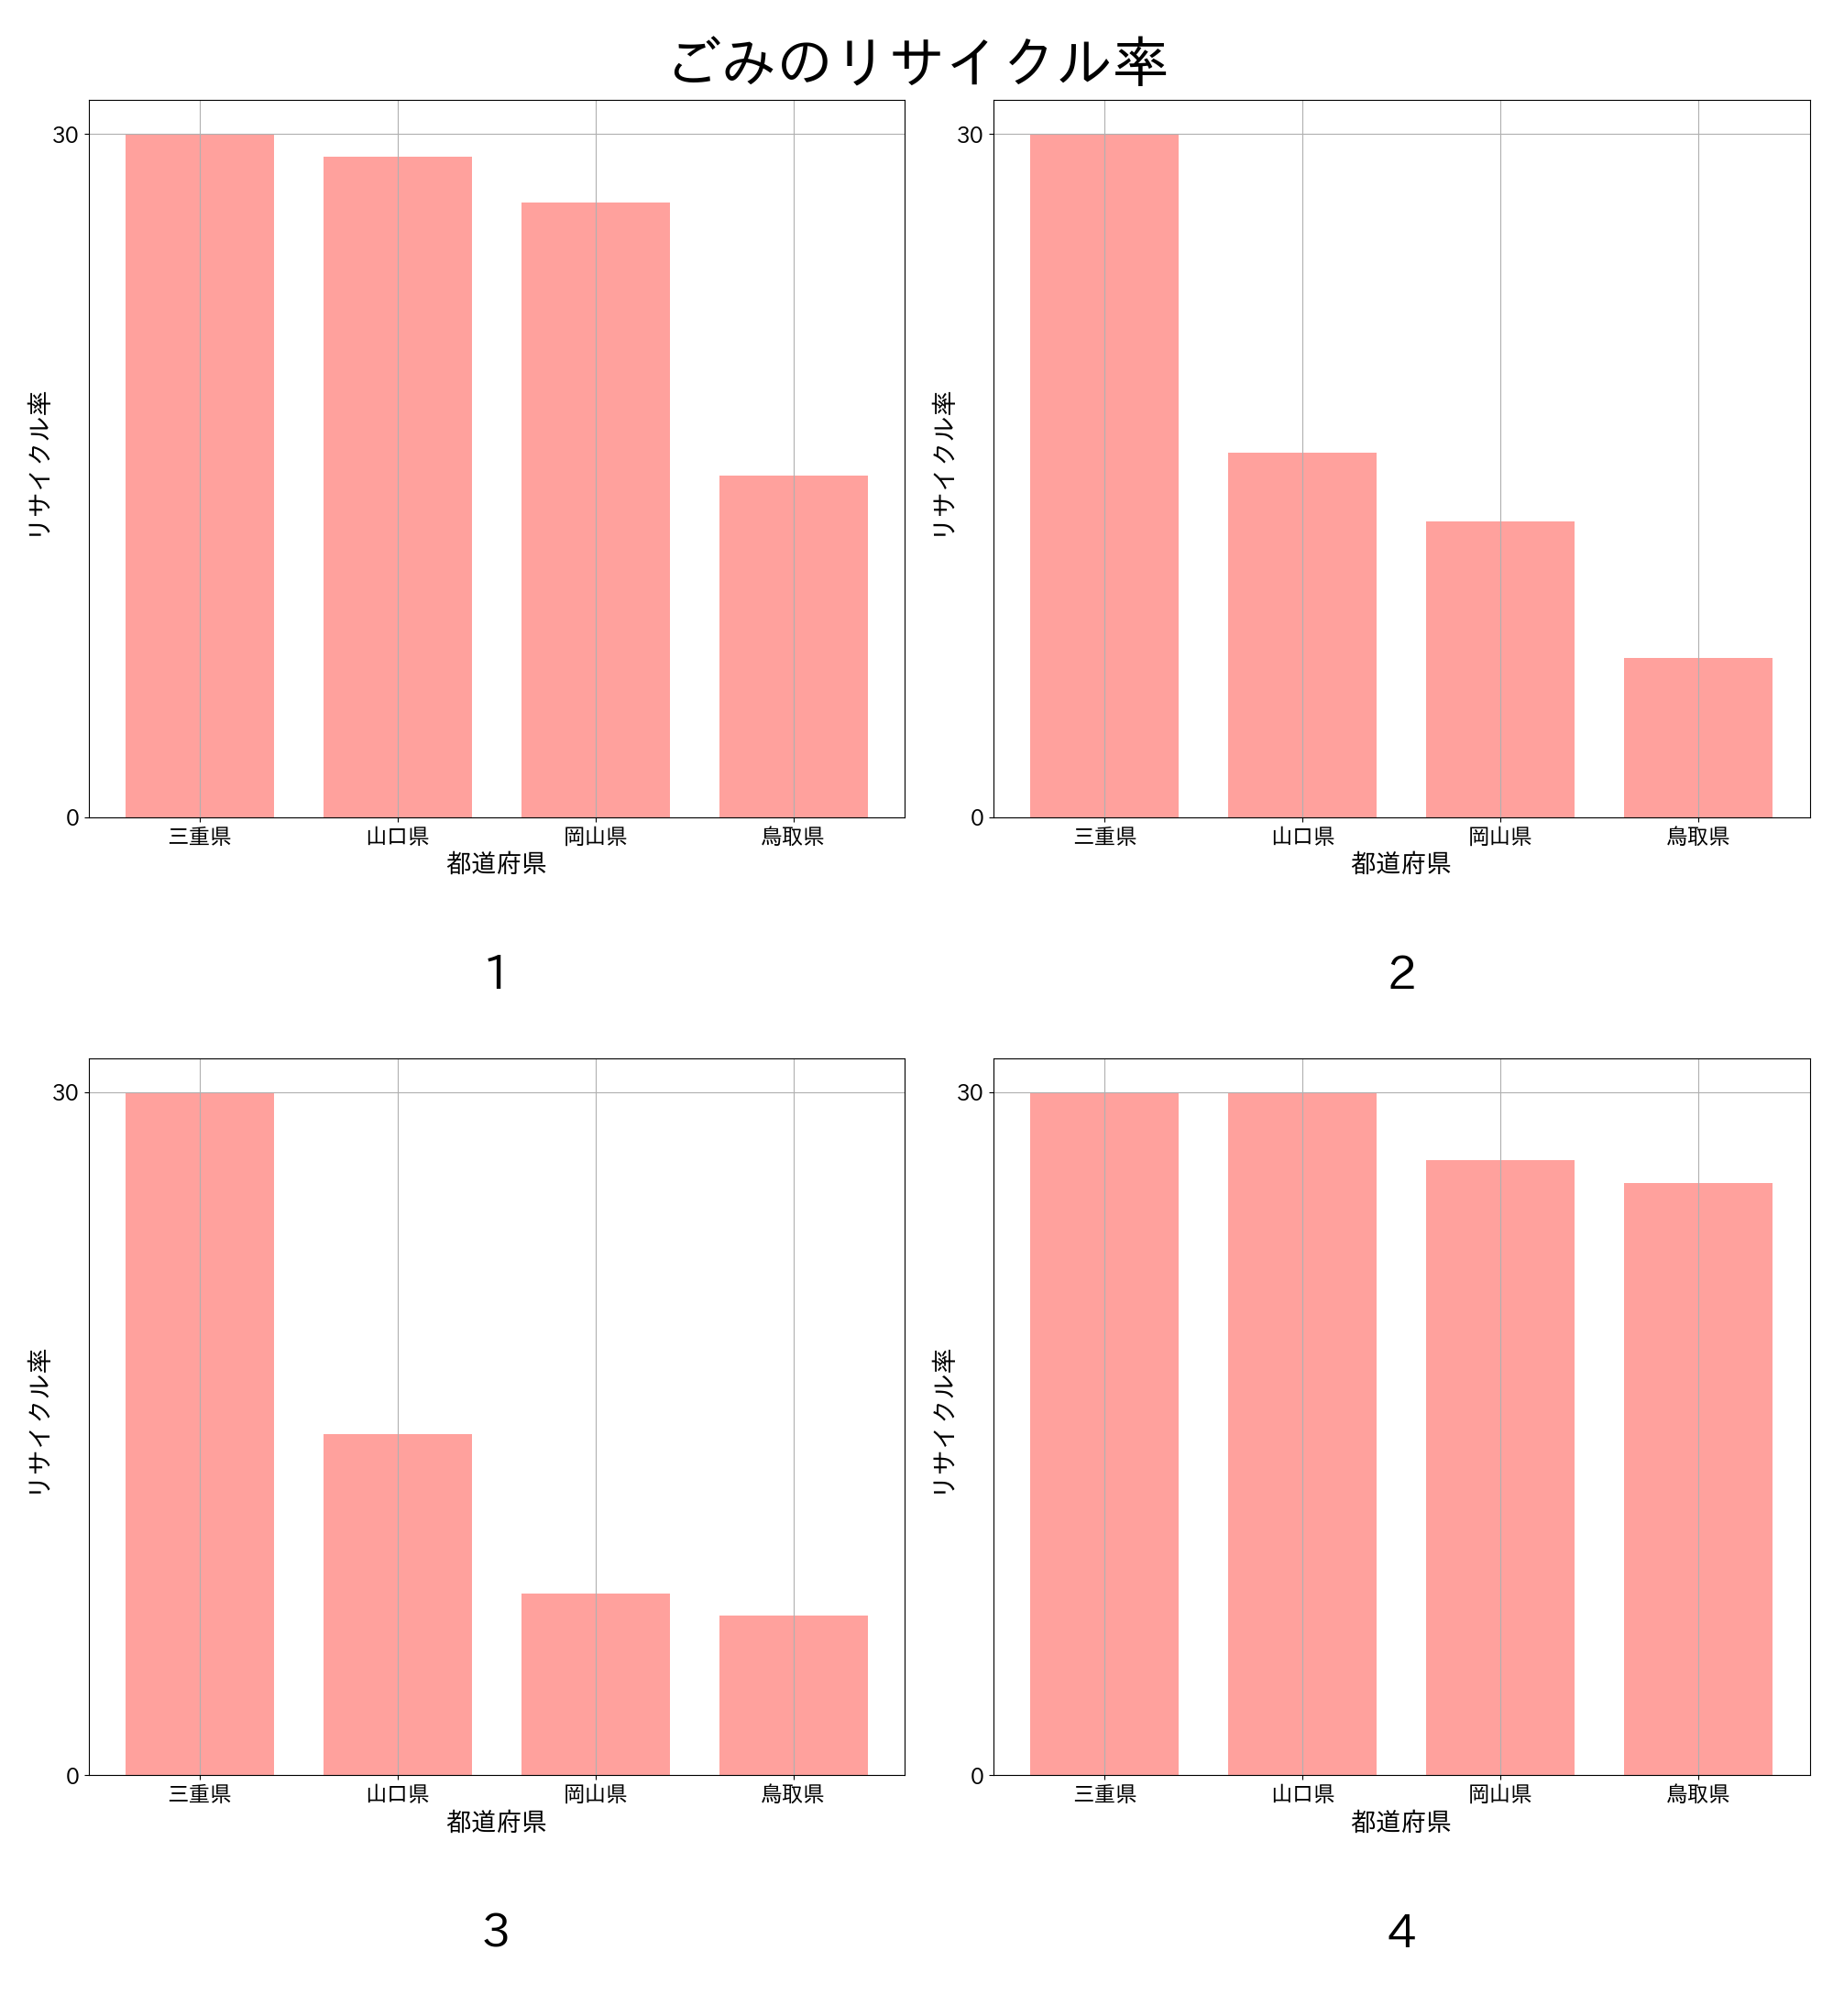 ごみのリサイクル率
30
0
リサイクル率
三重県 山口県 岡山県 鳥取県
都道府県
1
30
0
リサイクル率
三重県 山口県 岡山県 鳥取県
都道府県
2
30
0
リサイクル率
三重県 山口県 岡山県 鳥取県
都道府県
3
30
0
リサイクル率
三重県 山口県 岡山県 鳥取県
都道府県
4